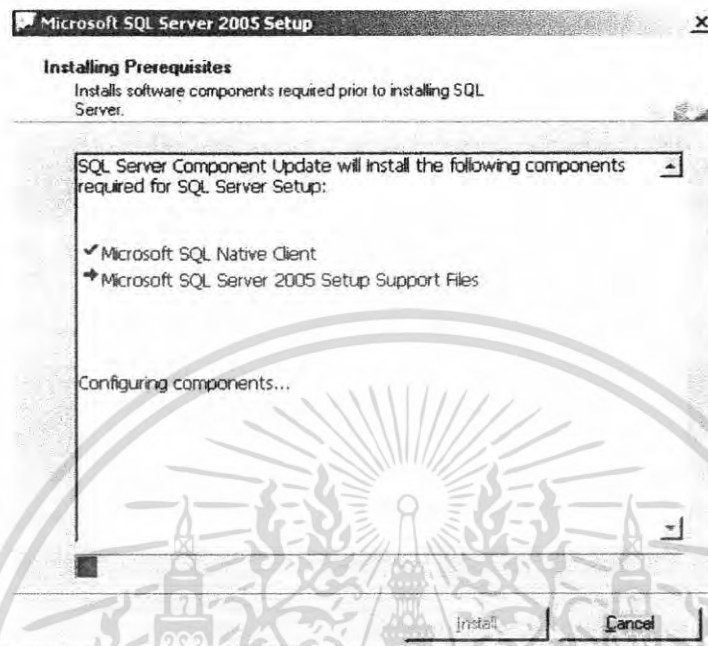 Microsoft SQL Server 2005 Setup
Installing Prerequisites
Installs software components required prior to installing SQL
Server.
SQL Server Component Update will install the following components
required for SQL Server Setup:
Microsoft SQL Native Client
Microsoft SQL Server 2005 Setup Support Files
Configuring components...
Install
Cancel